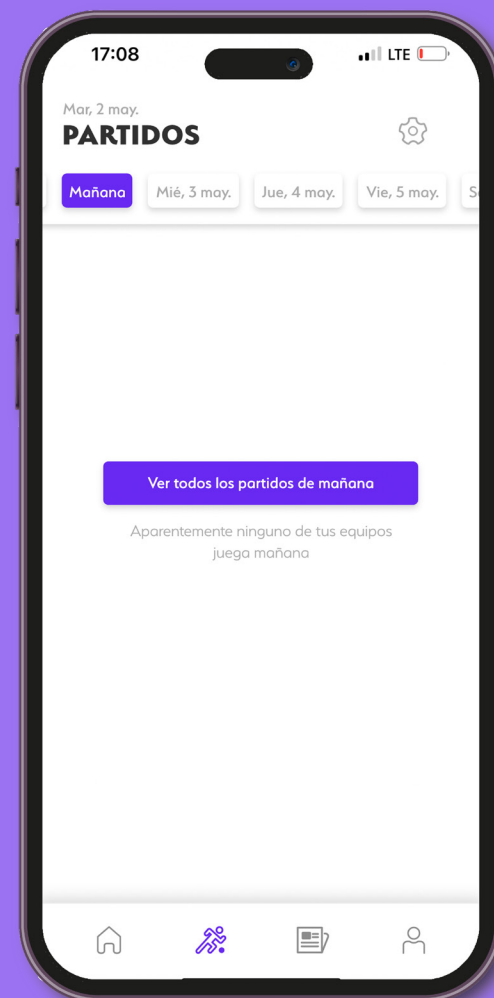 17:08 LTE
Mar, 2 may.
PARTIDOS
Mañana Mié, 3 may. Jue, 4 may. Vie, 5 may. S
Ver todos los partidos de mañana
Aparentemente ninguno de tus equipos
juega mañana